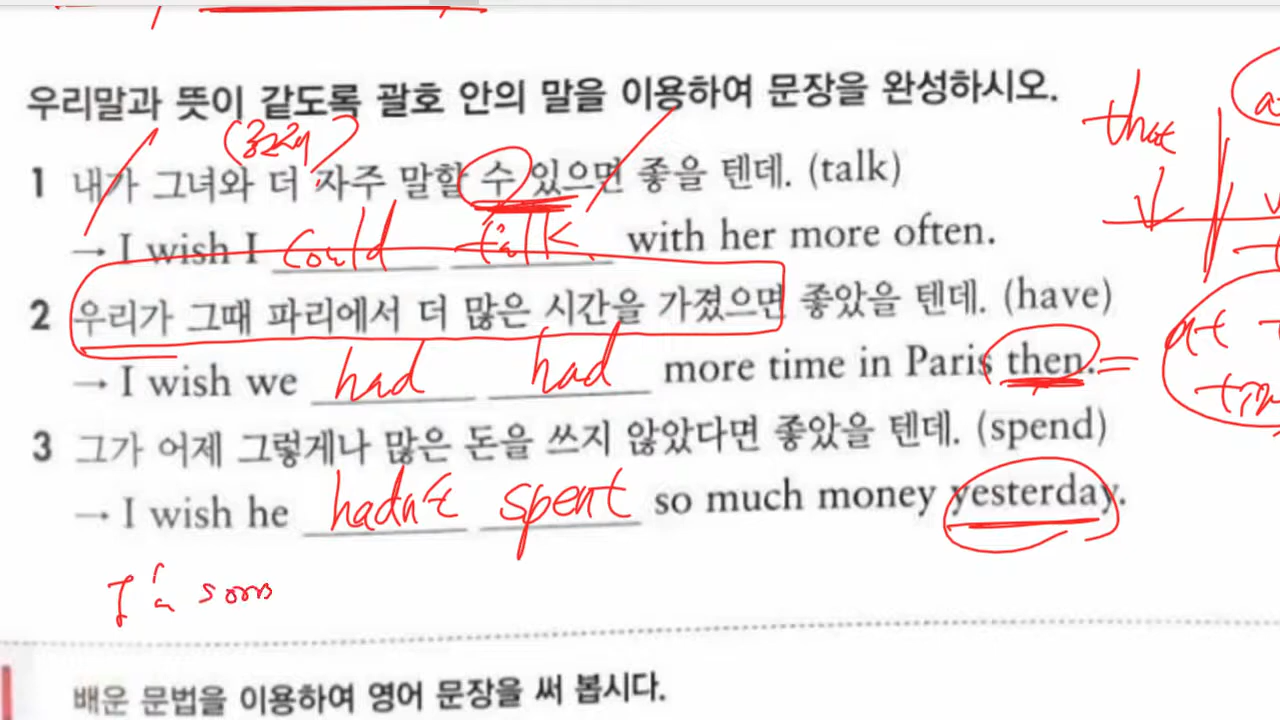 우리말과 뜻이 같도록 괄호 안의 말을 이용하여 문장을 완성하시오.
that
1 내가 그녀와 더 자주 말할 수 있으면 좋을 텐데. (talk)
→ I wish I could talk with her more often.
2 우리가 그때 파리에서 더 많은 시간을 가졌으면 좋았을 텐데. (have)
→ I wish we had had more time in Paris then. =
at
3 그가 어제 그렇게나 많은 돈을 쓰지 않았다면 좋았을 텐데. (spend)
→ I wish he hadn't spent so much money yesterday.
배운 문법을 이용하여 영어 문장을 써 봅시다.